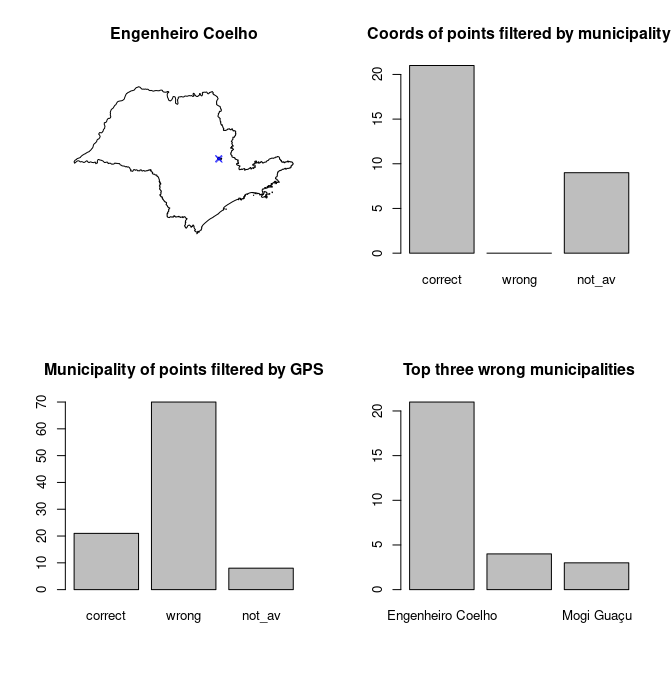 Engenheiro Coelho
Coords of points filtered by municipality
20
15
10
5
0
correct wrong not_av
Municipality of points filtered by GPS
70
60
50
40
30
20
10
0
correct wrong not_av
Top three wrong municipalities
20
15
10
5
0
Engenheiro Coelho Mogi Guaçu